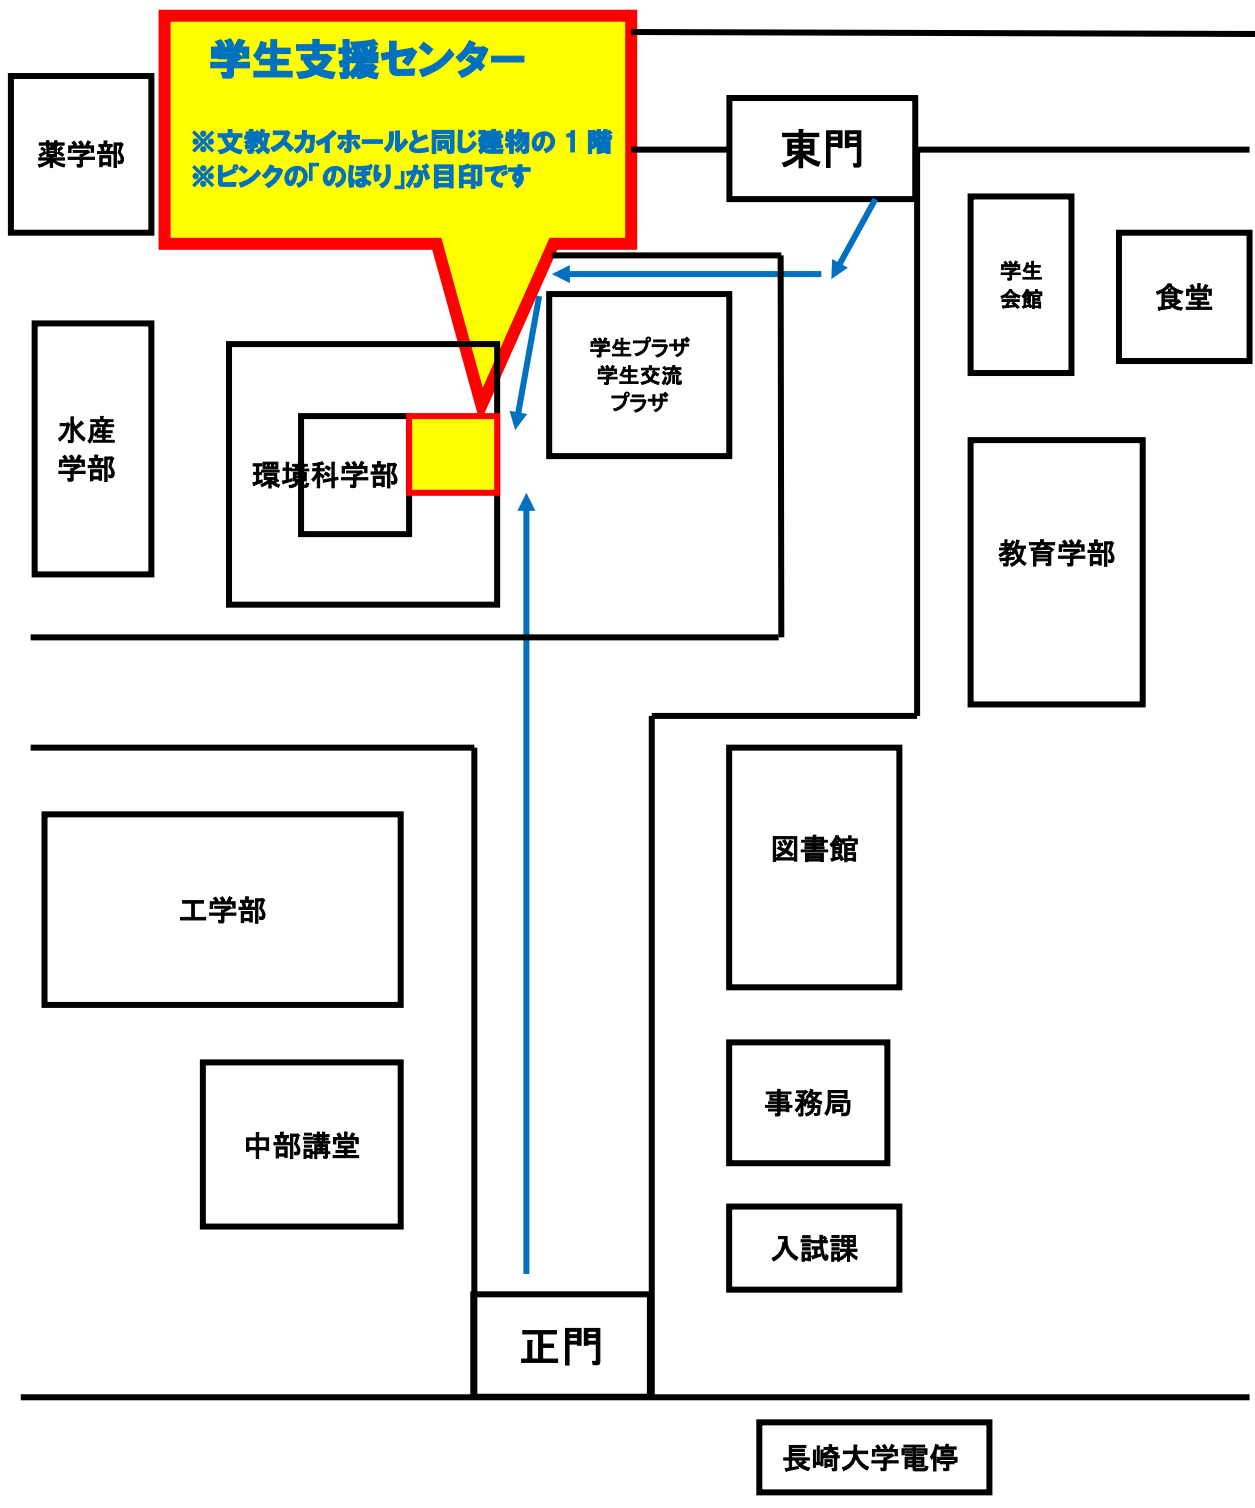 学生支援センター
※文教スカイホールと同じ建物の 1 階
※ピンクの「のぼり」が目印です
薬学部
東門
学生
会館
食堂
学生プラザ
学生交流
プラザ
水産
学部
環境科学部
教育学部
図書館
工学部
事務局
中部講堂
入試課
正門
長崎大学電停